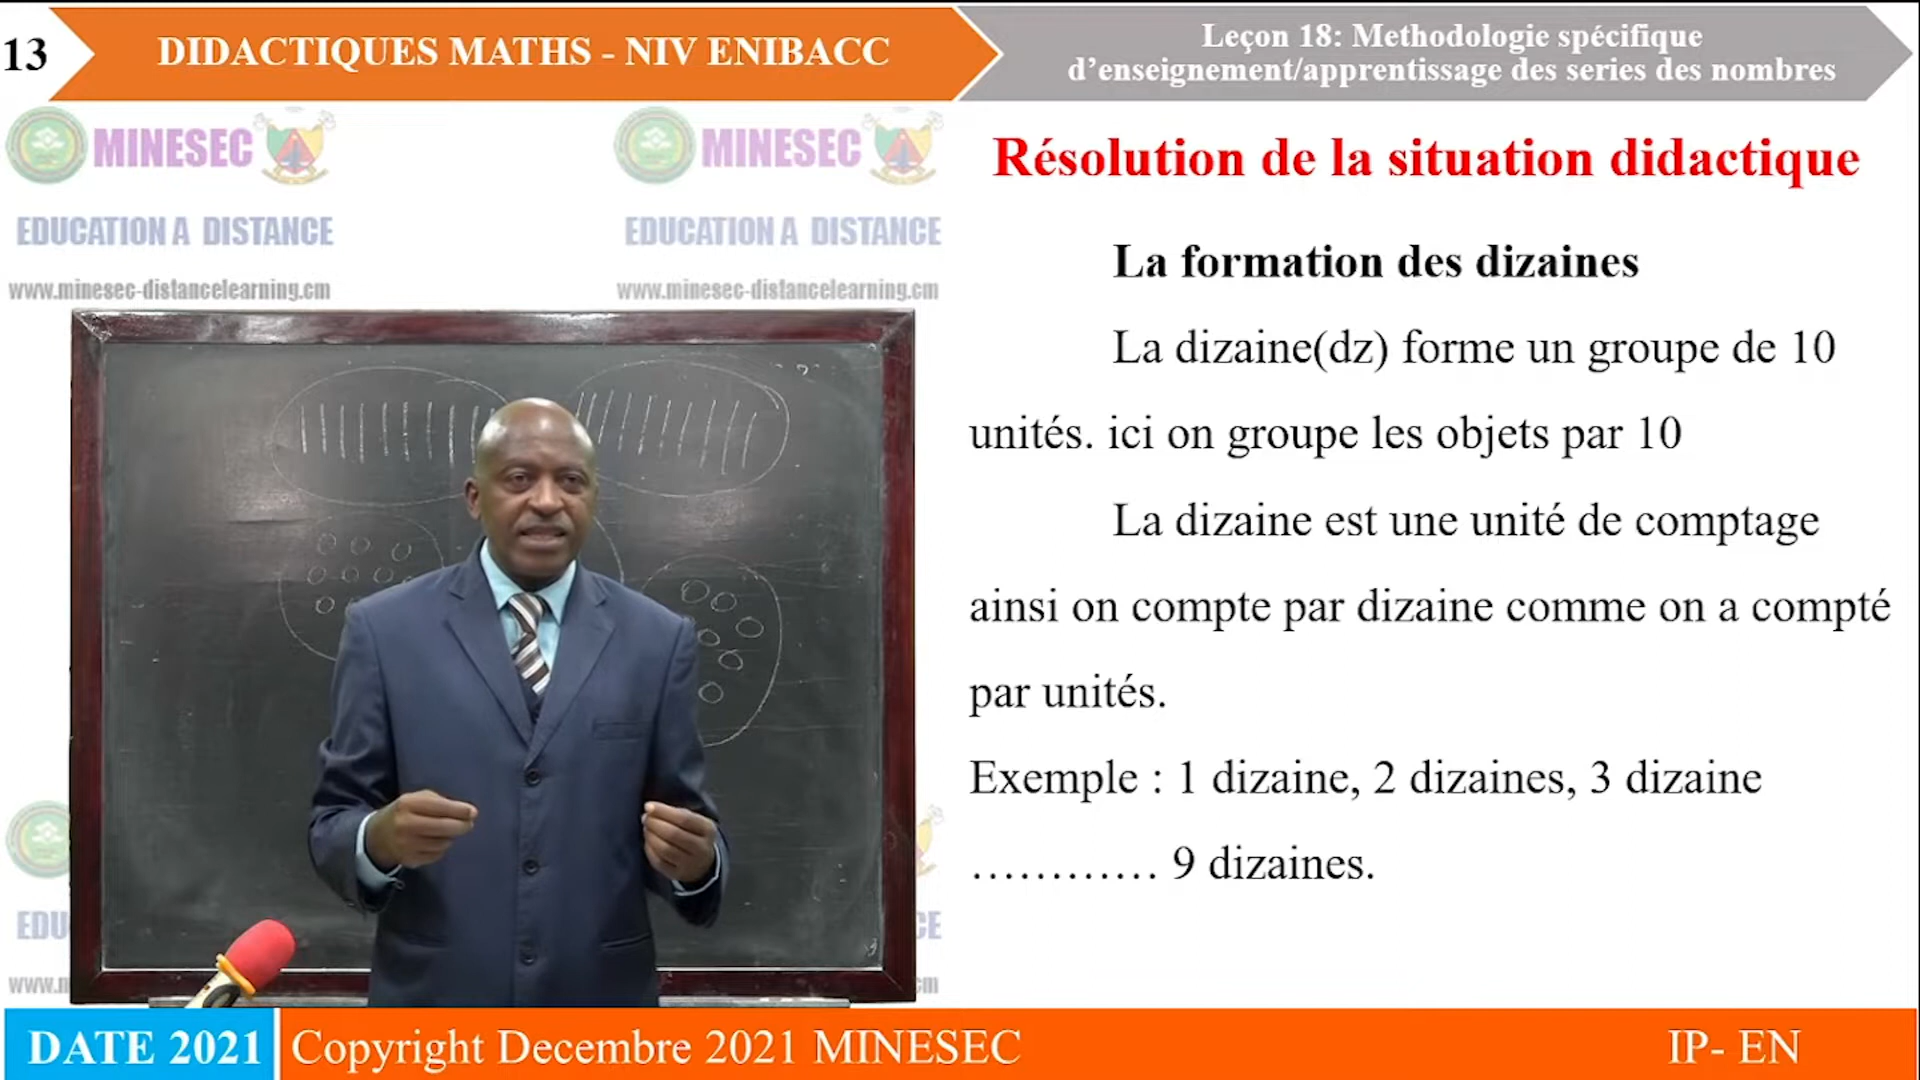 13
DIDACTIQUES MATHS - NIV ENIBACC
Leçon 18: Methodologie spécifique
d’enseignement/apprentissage des series des nombres
MINESEC
MINESEC
EDUCATION A DISTANCE
EDUCATION A DISTANCE
www.minesec-distancelearning.cm
www.minesec-distancelearning.cm
Résolution de la situation didactique
La formation des dizaines
La dizaine(dz) forme un groupe de 10
unités. ici on groupe les objets par 10
La dizaine est une unité de comptage
ainsi on compte par dizaine comme on a compté
par unités.
Exemple : 1 dizaine, 2 dizaines, 3 dizaine
………… 9 dizaines.
EDU
CE
www.
cm
DATE 2021
Copyright Decembre 2021 MINESEC
IP- EN